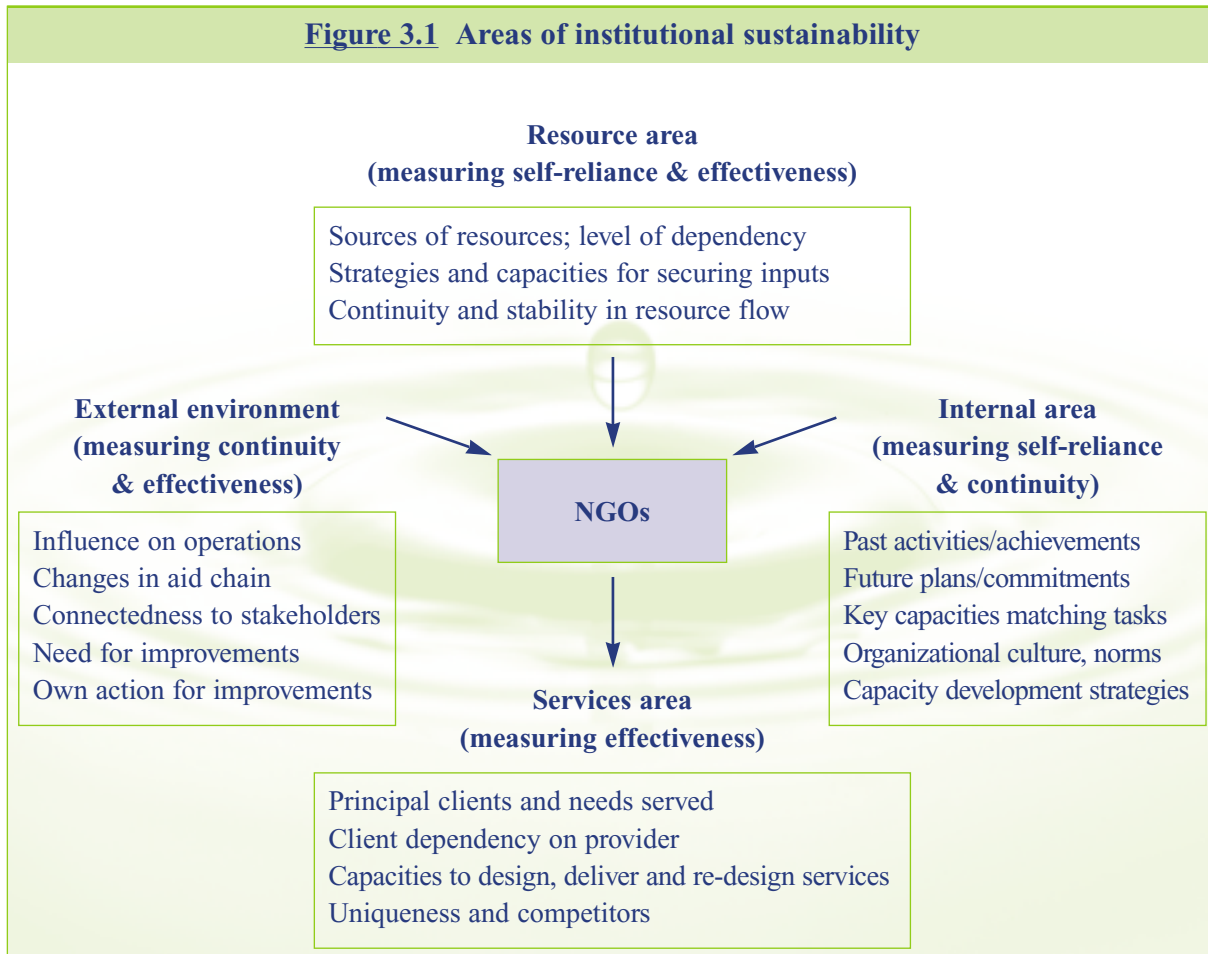 Figure 3.1 Areas of institutional sustainability
Resource area
(measuring self-reliance & effectiveness)
Sources of resources; level of dependency
Strategies and capacities for securing inputs
Continuity and stability in resource flow
External environment
(measuring continuity
& effectiveness)
Influence on operations
Changes in aid chain
Connectedness to stakeholders
Need for improvements
Own action for improvements
NGOs
Internal area
(measuring self-reliance
& continuity)
Past activities/achievements
Future plans/commitments
Key capacities matching tasks
Organizational culture, norms
Capacity development strategies
Services area
(measuring effectiveness)
Principal clients and needs served
Client dependency on provider
Capacities to design, deliver and re-design services
Uniqueness and competitors